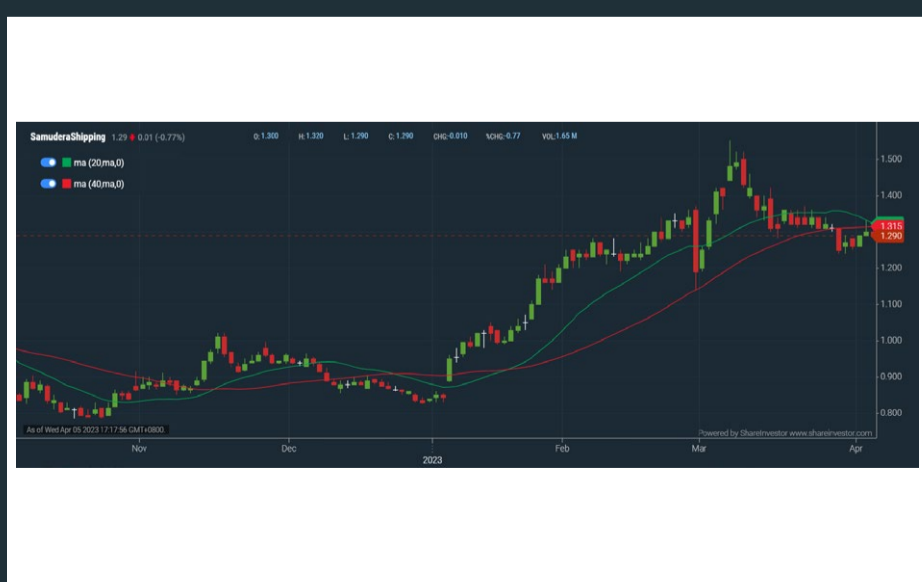 SamuderaShipping 1.29 0.01 (-0.77%) O: 1.300 H: 1.320 L: 1.290 C: 1.290 CHG:-0.010 %CHG:-0.77 VOL:1.65 M
ma (20,ma,0)
ma (40,ma,0)
1.500
1.400
1.315
1.290
1.200
1.100
1.000
0.900
0.800
As of Wed Apr 05 2023 17:17:56 GMT+0800.
Powered by ShareInvestor www.shareinvestor.com
Nov Dec 2023 Feb Mar Apr